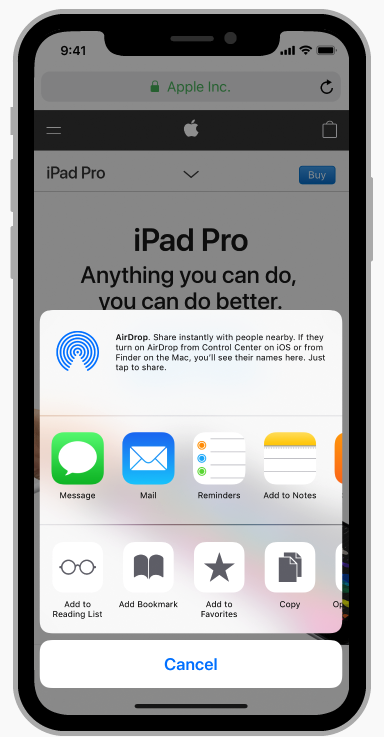 9:41
Apple Inc.
iPad Pro
Buy
iPad Pro
Anything you can do,
you can do better.
AirDrop. Share instantly with people nearby. If they
turn on AirDrop from Control Center on iOS or from
Finder on the Mac, you'll see their names here. Just
tap to share.
Message
Mail
Reminders
Add to Notes
Add to
Reading List
Add Bookmark
Add to
Favorites
Copy
Cancel